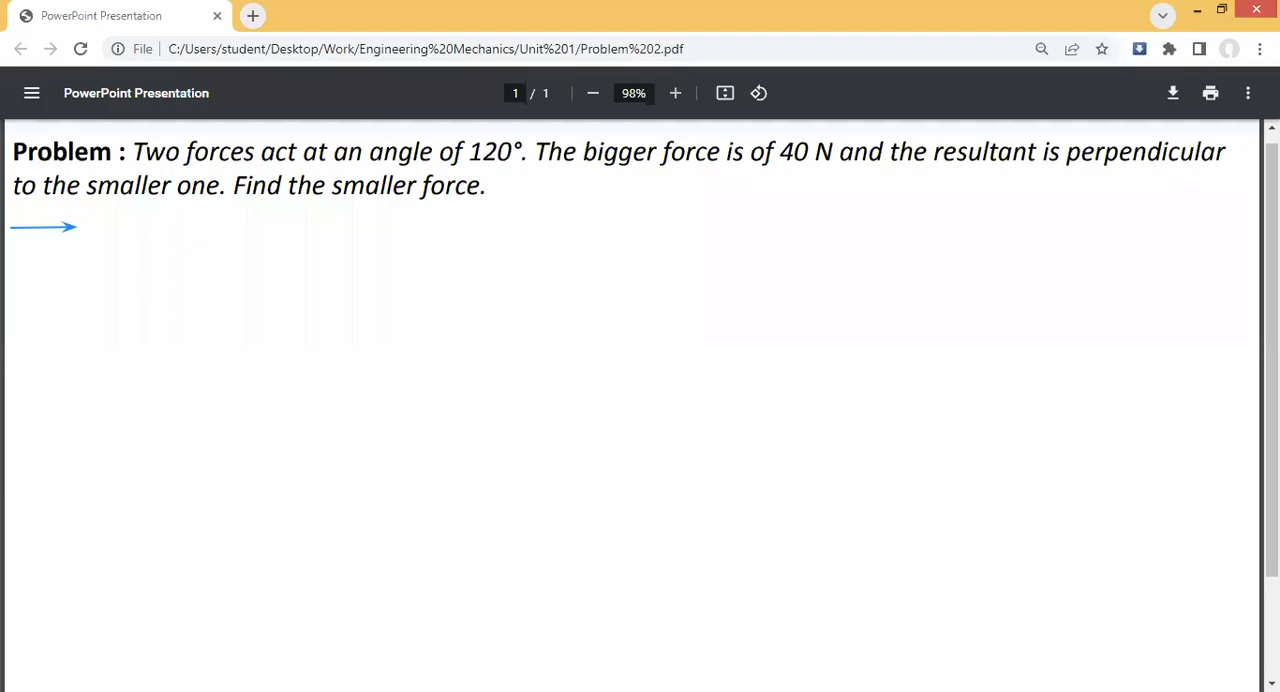 PowerPoint Presentation
File C:/Users/student/Desktop/Work/Engineering%20Mechanics/Unit%201/Problem%202.pdf
PowerPoint Presentation 1 / 1 98%
Problem : Two forces act at an angle of 120°. The bigger force is of 40 N and the resultant is perpendicular
to the smaller one. Find the smaller force.